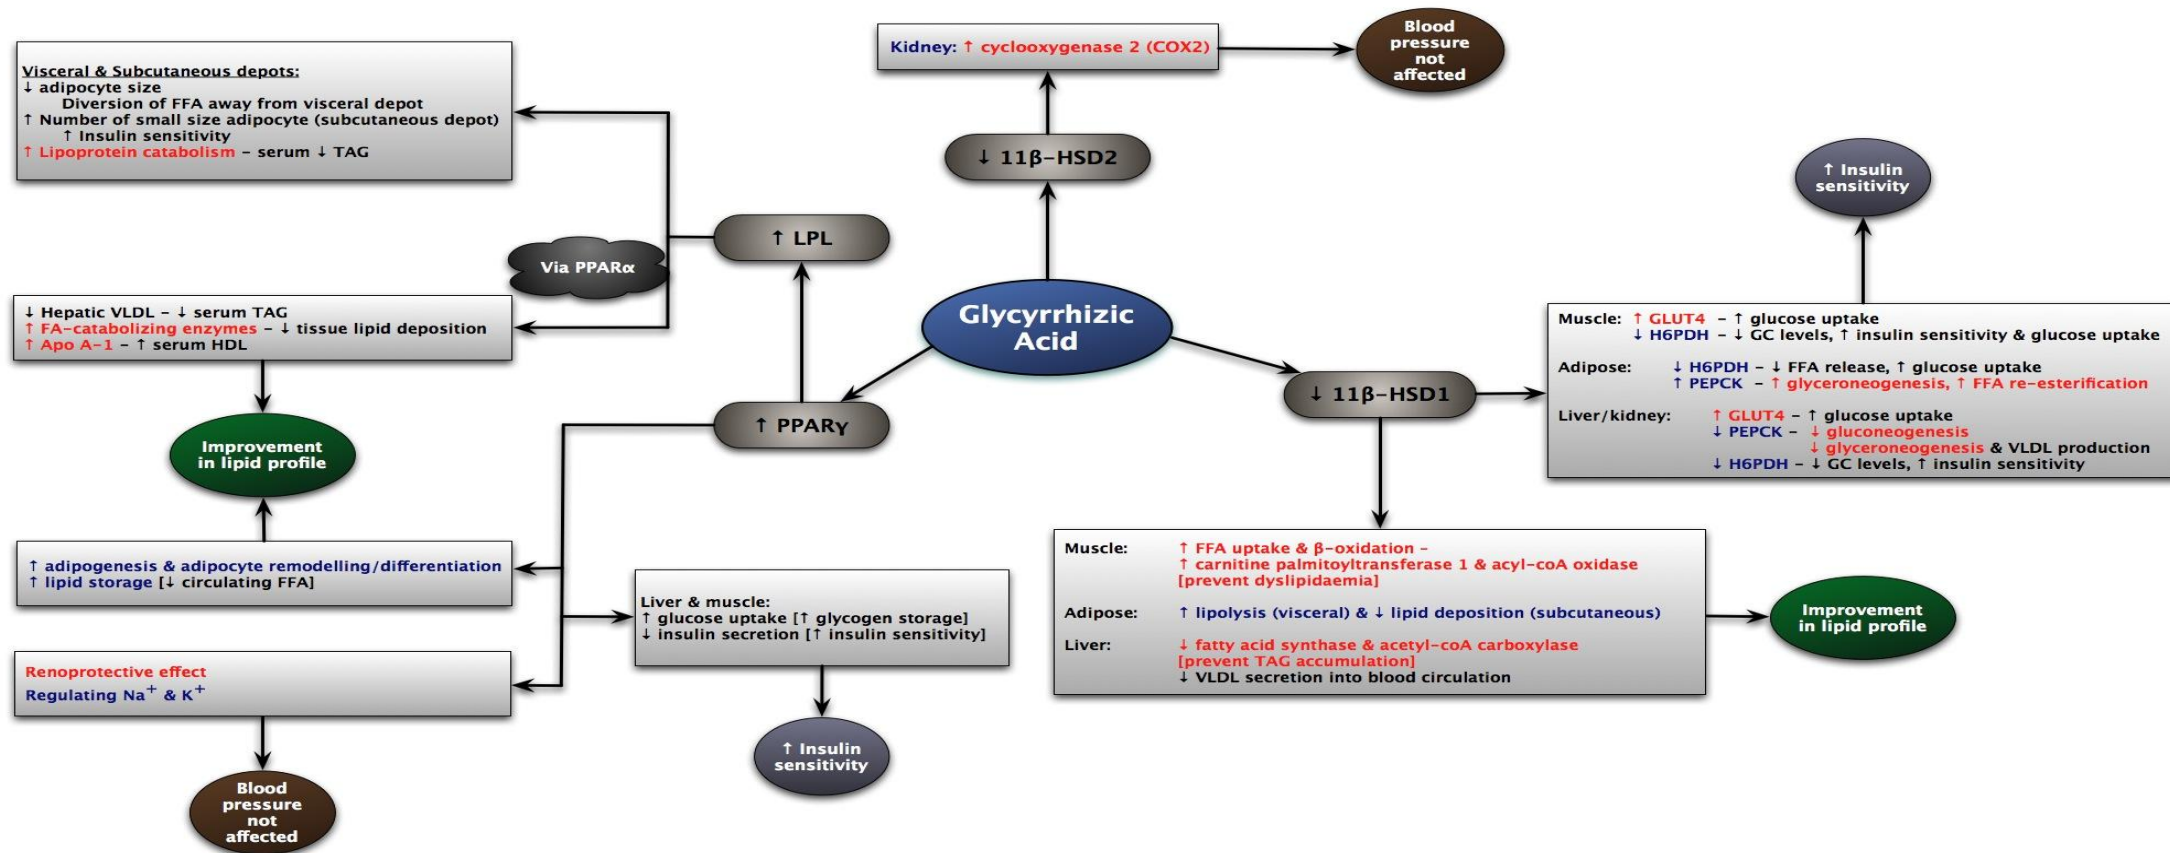 Kidney: ↑ cyclooxygenase 2 (COX2)
Blood
pressure
not
affected
Visceral & Subcutaneous depots:
↓ adipocyte size
Diversion of FFA away from visceral depot
↑ Number of small size adipocyte (subcutaneous depot)
↑ Insulin sensitivity
↑ Lipoprotein catabolism – serum ↓ TAG
↓ 11β–HSD2
↑ Insulin
sensitivity
↑ LPL
Via PPARα
Glycyrrhizic
Acid
↓ Hepatic VLDL – ↓ serum TAG
↑ FA-catabolizing enzymes – ↓ tissue lipid deposition
↑ Apo A–1 – ↑ serum HDL
Muscle: ↑ GLUT4 – ↑ glucose uptake
↓ H6PDH – ↓ GC levels, ↑ insulin sensitivity & glucose uptake
Adipose: ↓ H6PDH – ↓ FFA release, ↑ glucose uptake
↑ PEPCK – ↑ glyceroneogenesis, ↑ FFA re-esterification
Liver/kidney: ↑ GLUT4 – ↑ glucose uptake
↓ PEPCK – ↓ gluconeogenesis
↓ glyceroneogenesis & VLDL production
↓ H6PDH – ↓ GC levels, ↑ insulin sensitivity
↓ 11β–HSD1
↑ PPARγ
Improvement
in lipid profile
↑ adipogenesis & adipocyte remodelling/differentiation
↑ lipid storage [↓ circulating FFA]
Liver & muscle:
↑ glucose uptake [↑ glycogen storage]
↓ insulin secretion [↑ insulin sensitivity]
Muscle: ↑ FFA uptake & β-oxidation –
↑ carnitine palmitoyltransferase 1 & acyl-coA oxidase
[prevent dyslipidaemia]
Adipose: ↑ lipolysis (visceral) & ↓ lipid deposition (subcutaneous)
Liver: ↓ fatty acid synthase & acetyl-coA carboxylase
[prevent TAG accumulation]
↓ VLDL secretion into blood circulation
Improvement
in lipid profile
Renoprotective effect
Regulating Na⁺ & K⁺
↑ Insulin
sensitivity
Blood
pressure
not
affected